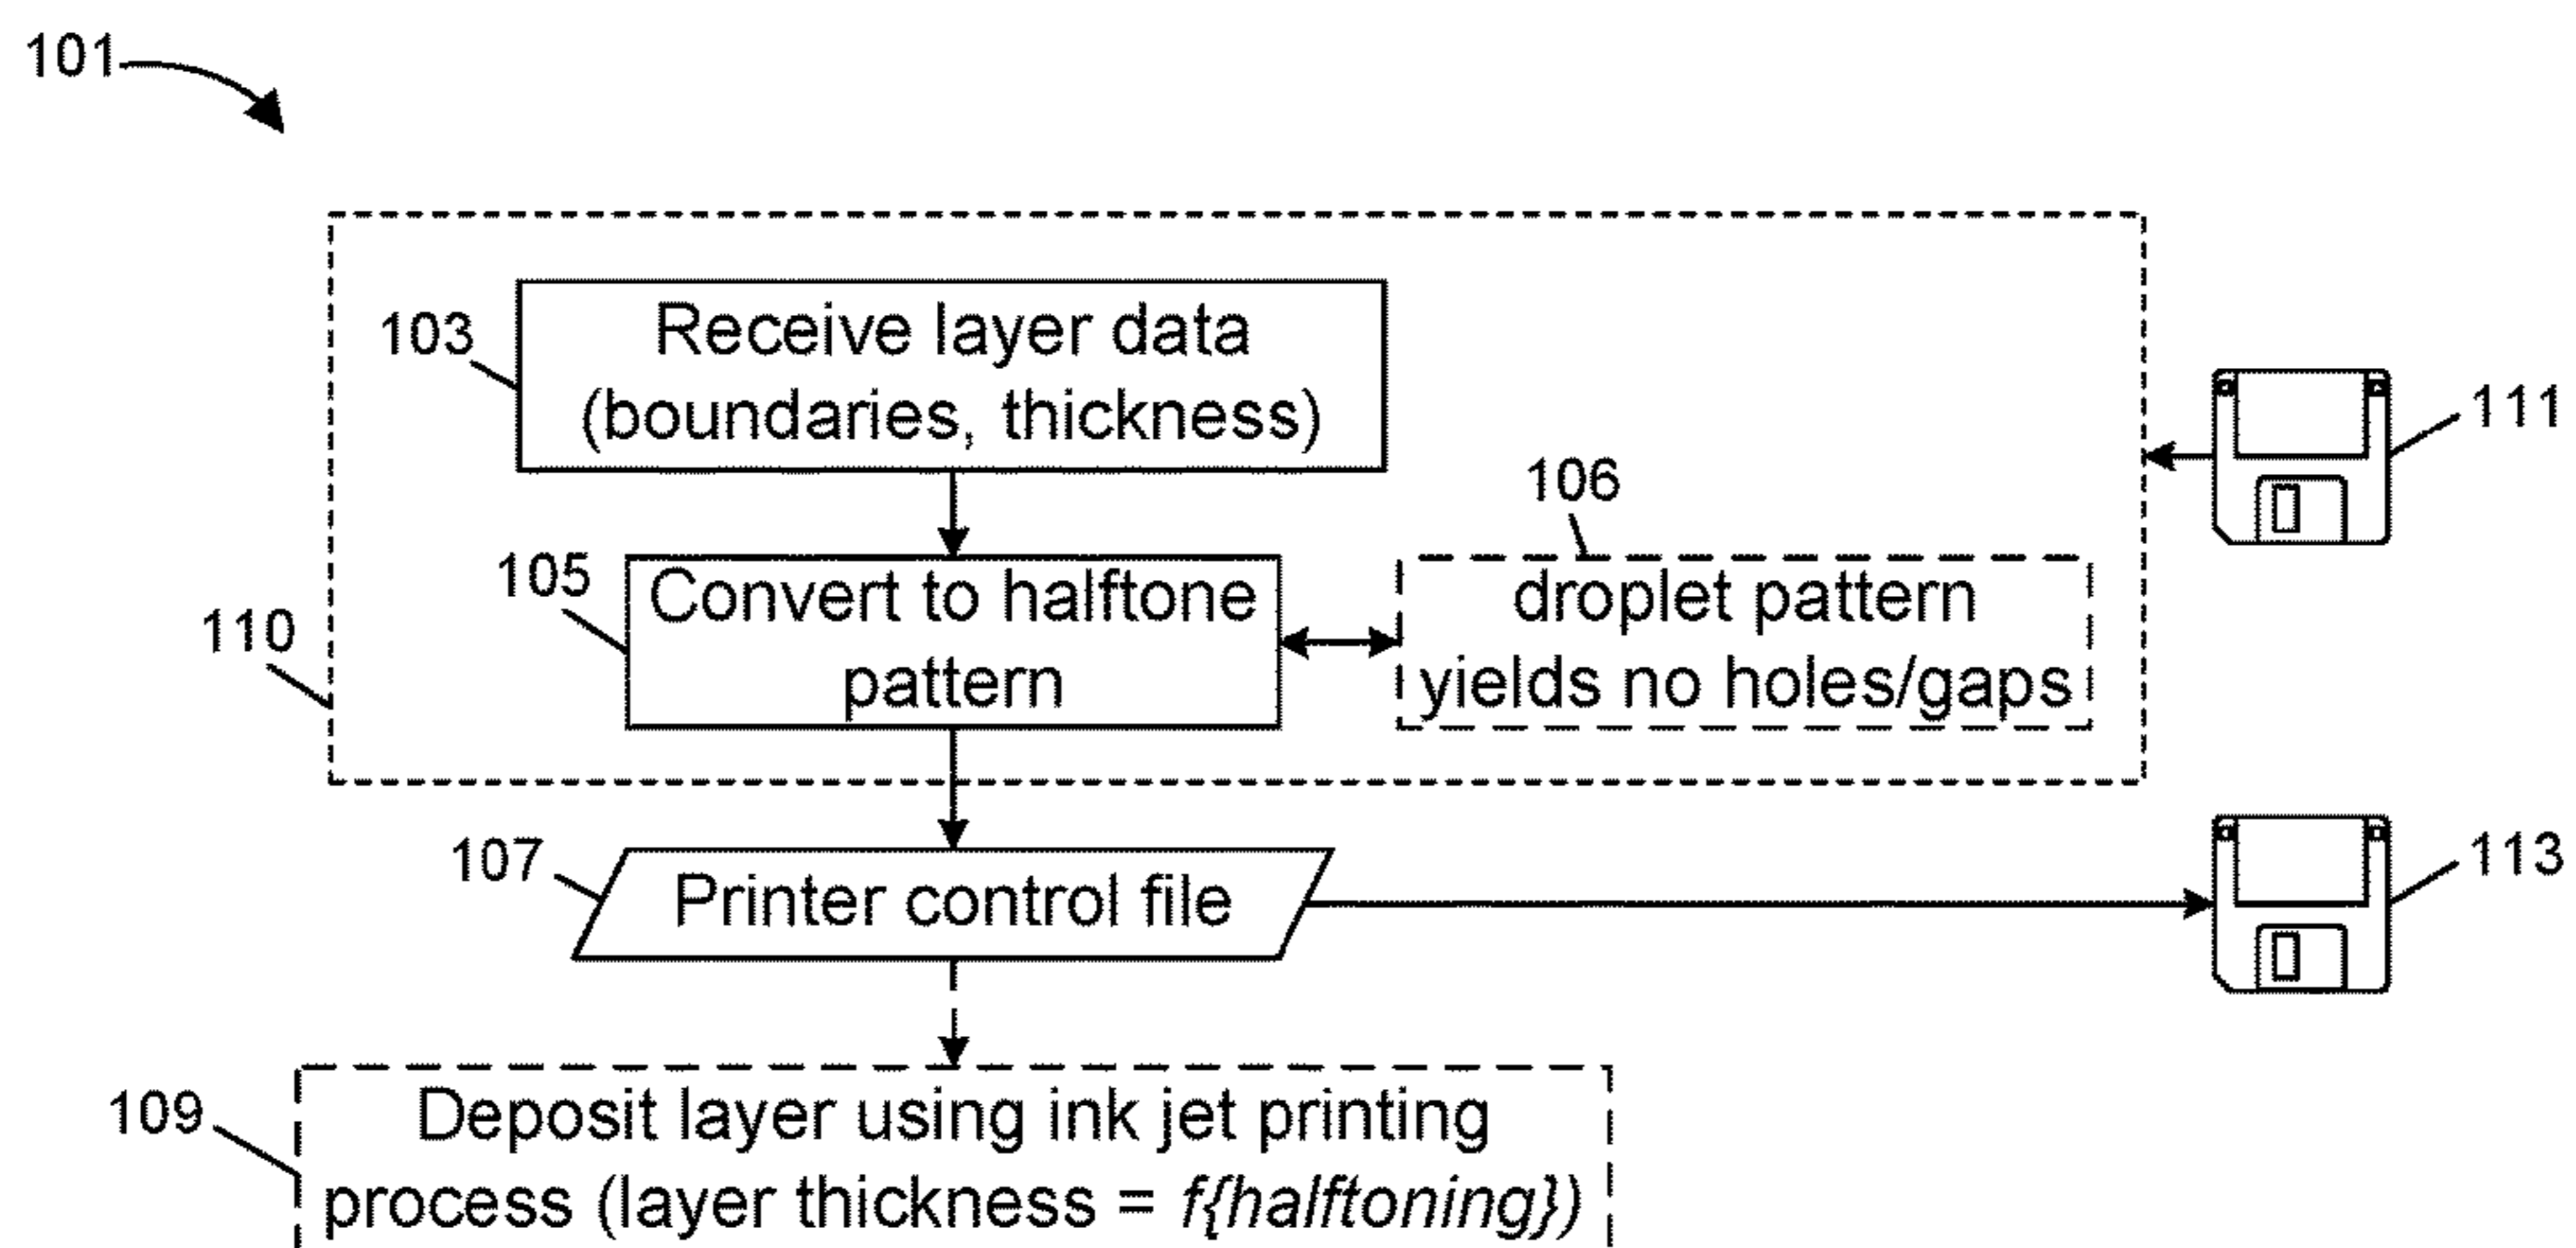 101
103
Receive layer data
(boundaries, thickness)
111
106
105
Convert to halftone
pattern
droplet pattern
yields no holes/gaps
110
107
Printer control file
113
109
Deposit layer using ink jet printing
process (layer thickness = f{halftoning})